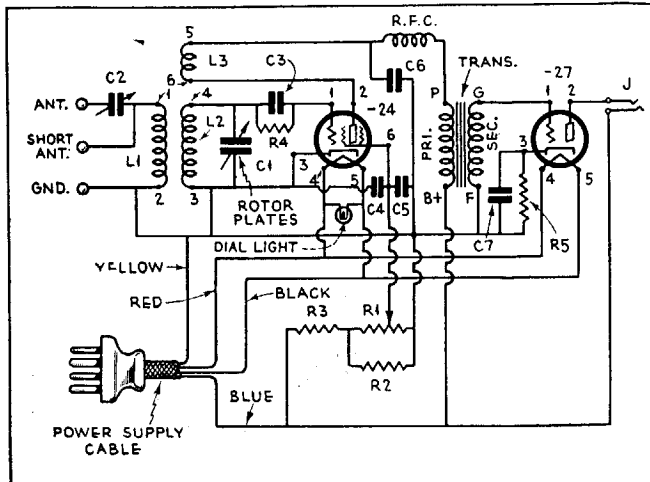 R.F.C.
5
L3
C3
C6
TRANS.
C2
6
1
4
1
2
-24
P
G
-27
1
2
J
ANT.
SHORT ANT.
GND.
L1
L2
C1
R4
3
6
PRI.
SEC.
3
4
5
4
5
2
3
ROTOR PLATES
C4
C5
B+
F
C7
R5
DIAL LIGHT
YELLOW
RED
BLACK
R3
R1
R2
BLUE
POWER SUPPLY
CABLE